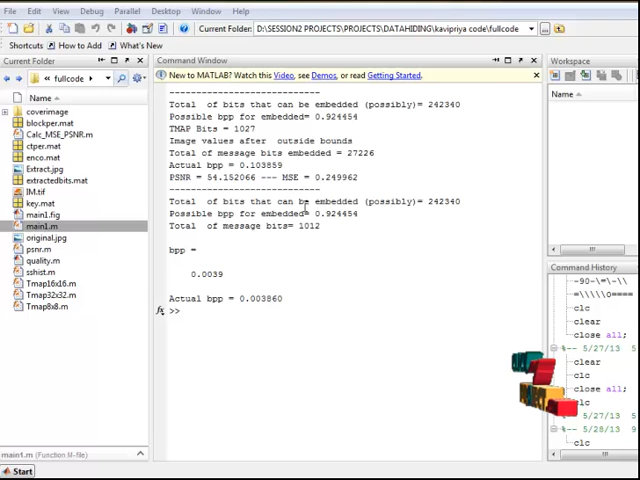 File Edit Debug Parallel Desktop Window Help
Current Folder: D:\SESSION2 PROJECTS\PROJECTS\DATAHIDING\kavipriya code\fullcode
Shortcuts How to Add What's New
Current Folder
« fullcode
Name
coverimage
blockper.mat
Calc_MSE_PSNR.m
ctper.mat
enco.mat
Extract.jpg
extractedbits.mat
IM.tif
key.mat
main1.fig
main1.m
original.jpg
psnr.m
quality.m
sshist.m
Tmap16x16.m
Tmap32x32.m
Tmap8x8.m
main1.m (Function M-file)
Start
Command Window
New to MATLAB? Watch this Video, see Demos, or read Getting Started.
----------------------------
Total of bits that can be embedded (possibly)= 242340
Possible bpp for embedded= 0.924454
TMAP Bits = 1027
Image values after outside bounds
Total of message bits embedded = 27226
Actual bpp = 0.103859
PSNR = 54.152066 --- MSE = 0.249962
----------------------------
Total of bits that can be embedded (possibly)= 242340
Possible bpp for embedded= 0.924454
Total of message bits= 1012
bpp =
0.0039
Actual bpp = 0.003860
fx >>
Workspace
Name
Command History
-90-\=\-\\
=\\\\\o====
clc
clear
close all;
%-- 5/27/13 5
clear
clc
close all;
clc
%-- 5/27/13 6
%-- 5/28/13 9
clc